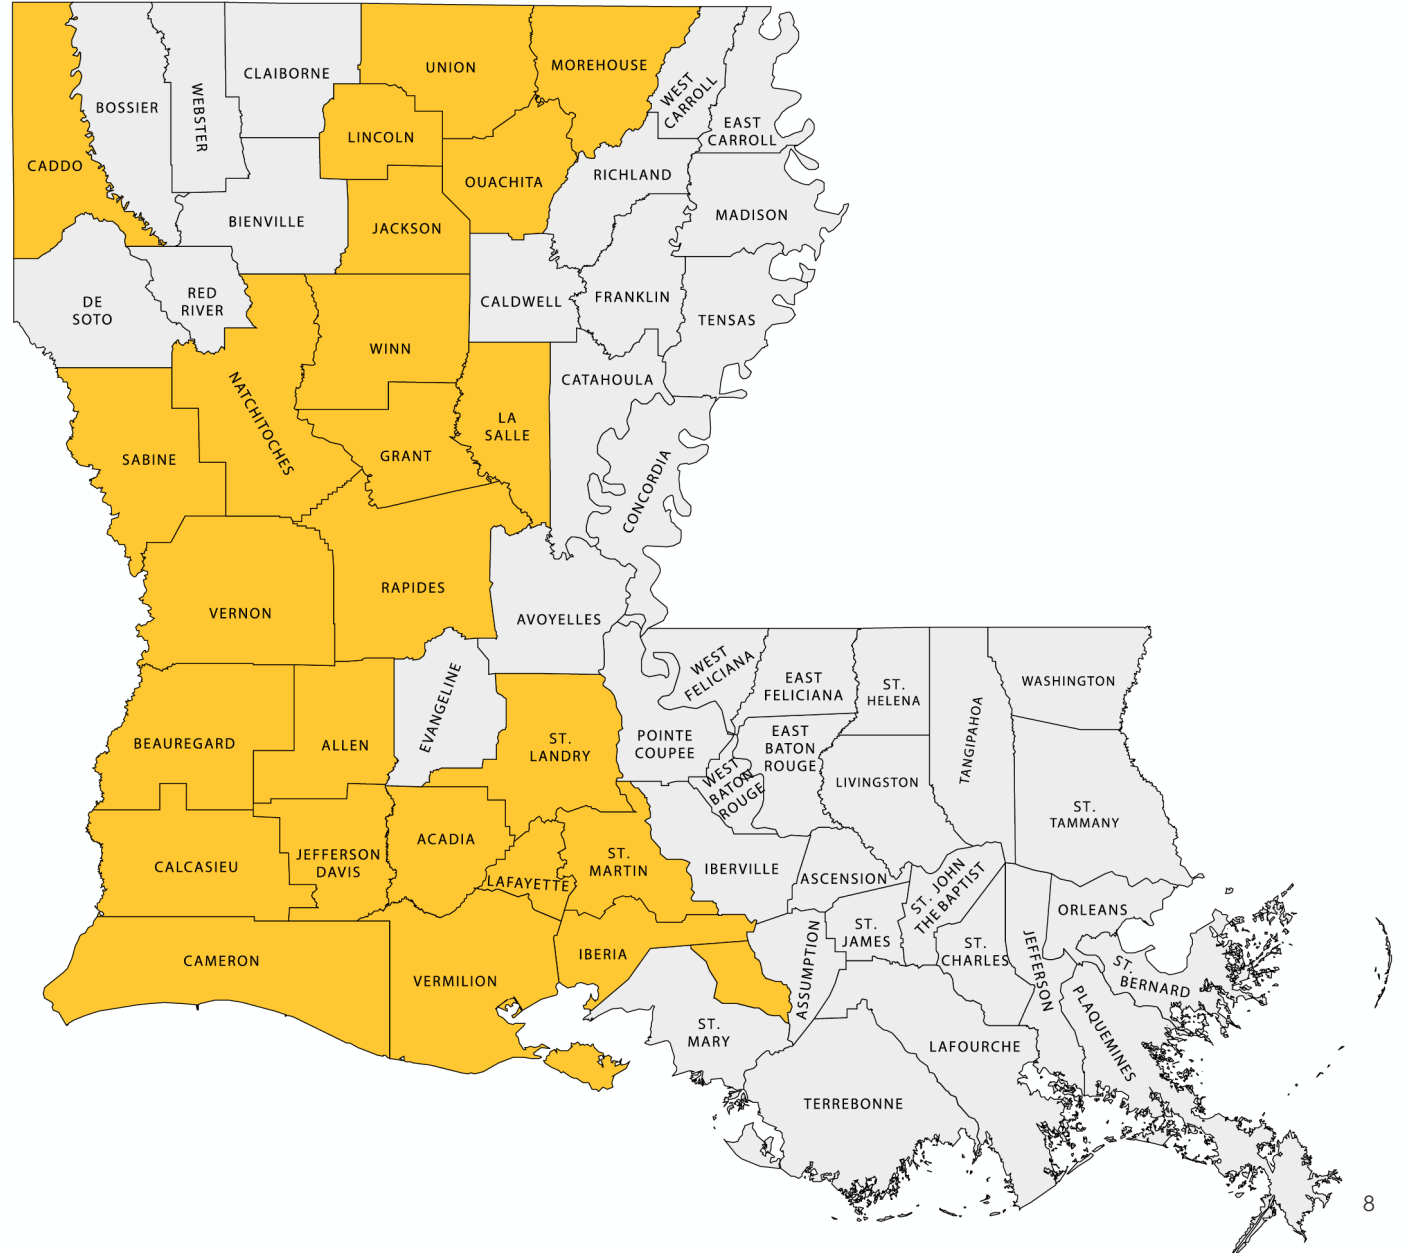 UNION
MOREHOUSE
CLAIBORNE
WEBSTER
BOSSIER
WEST
CARROLL
EAST
CARROLL
LINCOLN
CADDO
OUACHITA
RICHLAND
MADISON
BIENVILLE
JACKSON
DE
SOTO
RED
RIVER
CALDWELL
FRANKLIN
TENSAS
WINN
CATAHOULA
NATCHITOCHES
LA
SALLE
SABINE
GRANT
CONCORDIA
VERNON
RAPIDES
AVOYELLES
WEST
FELICIANA
EAST
FELICIANA
ST.
HELENA
WASHINGTON
EVANGELINE
TANGIPAHOA
BEAUREGARD
ALLEN
ST.
LANDRY
POINTE
COUPEE
EAST
BATON
ROUGE
WEST
BATON
ROUGE
LIVINGSTON
ST.
TAMMANY
CALCASIEU
JEFFERSON
DAVIS
ACADIA
LAFAYETTE
ST.
MARTIN
IBERVILLE
ASCENSION
ST. JOHN
THE BAPTIST
ORLEANS
CAMERON
VERMILION
IBERIA
ASSUMPTION
ST.
JAMES
ST.
CHARLES
JEFFERSON
ST.
BERNARD
PLAQUEMINES
ST.
MARY
LAFOURCHE
TERREBONNE
8